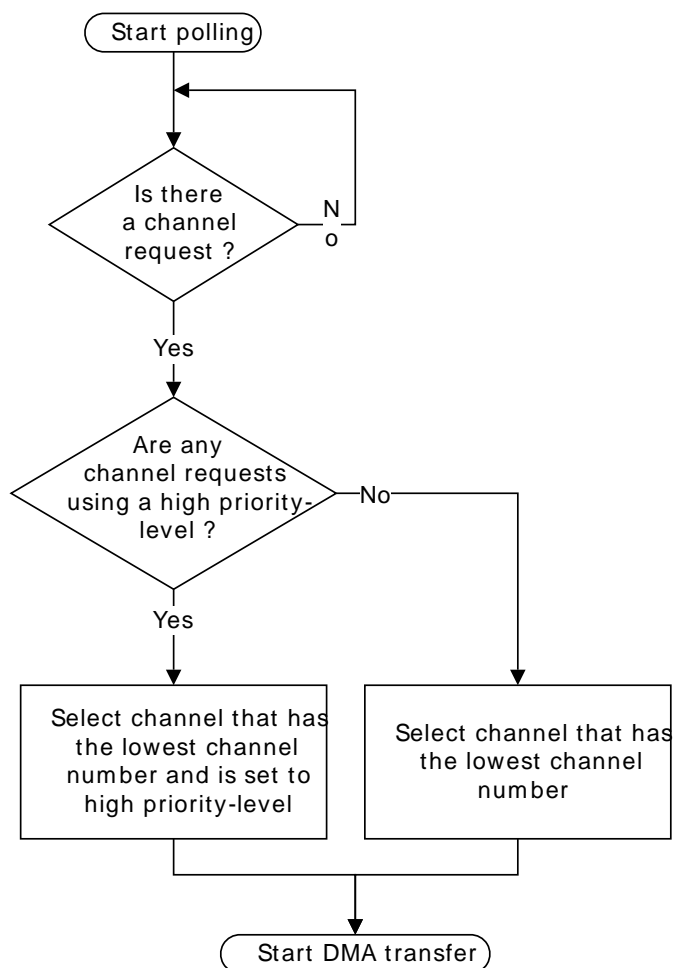 Start polling
Is there
a channel
request ?
N
o
Yes
Are any
channel requests
using a high priority-
level ?
No
Yes
Select channel that has
the lowest channel
number and is set to
high priority-level
Select channel that has
the lowest channel
number
Start DMA transfer